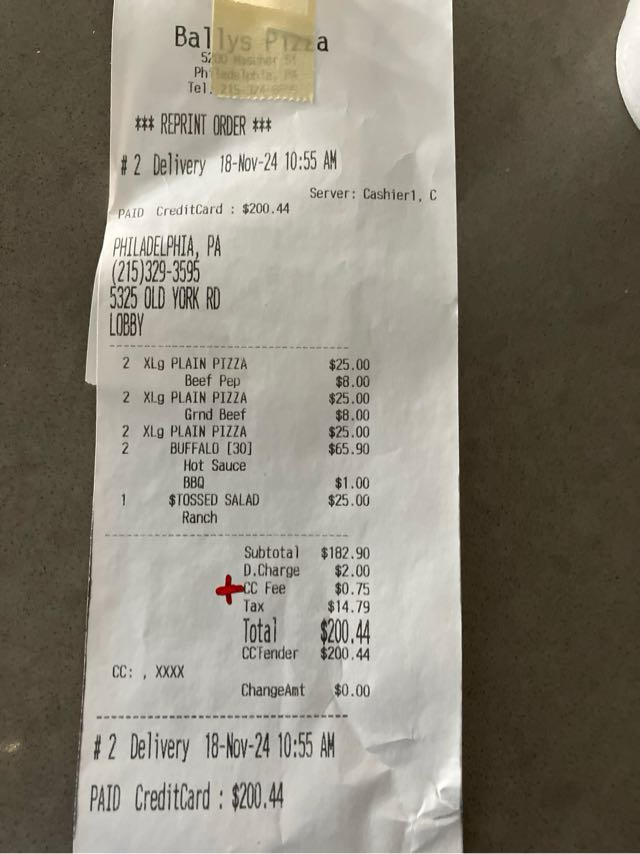 Ballys Pizza
5200 Mascher St
Philadelphia, PA
Tel.
*** REPRINT ORDER ***
# 2 Delivery 18-Nov-24 10:55 AM
Server: Cashier1, C
PAID CreditCard : $200.44
PHILADELPHIA, PA
(215)329-3595
5325 OLD YORK RD
LOBBY
2 XLg PLAIN PIZZA $25.00
Beef Pep $8.00
2 XLg PLAIN PIZZA $25.00
Grnd Beef $8.00
2 XLg PLAIN PIZZA $25.00
2 BUFFALO [30] $65.90
Hot Sauce
BBQ $1.00
1 $TOSSED SALAD $25.00
Ranch
Subtotal $182.90
D.Charge $2.00
CC Fee $0.75
Tax $14.79
Total $200.44
CCTender $200.44
CC: , XXXX
ChangeAmt $0.00
# 2 Delivery 18-Nov-24 10:55 AM
PAID CreditCard : $200.44